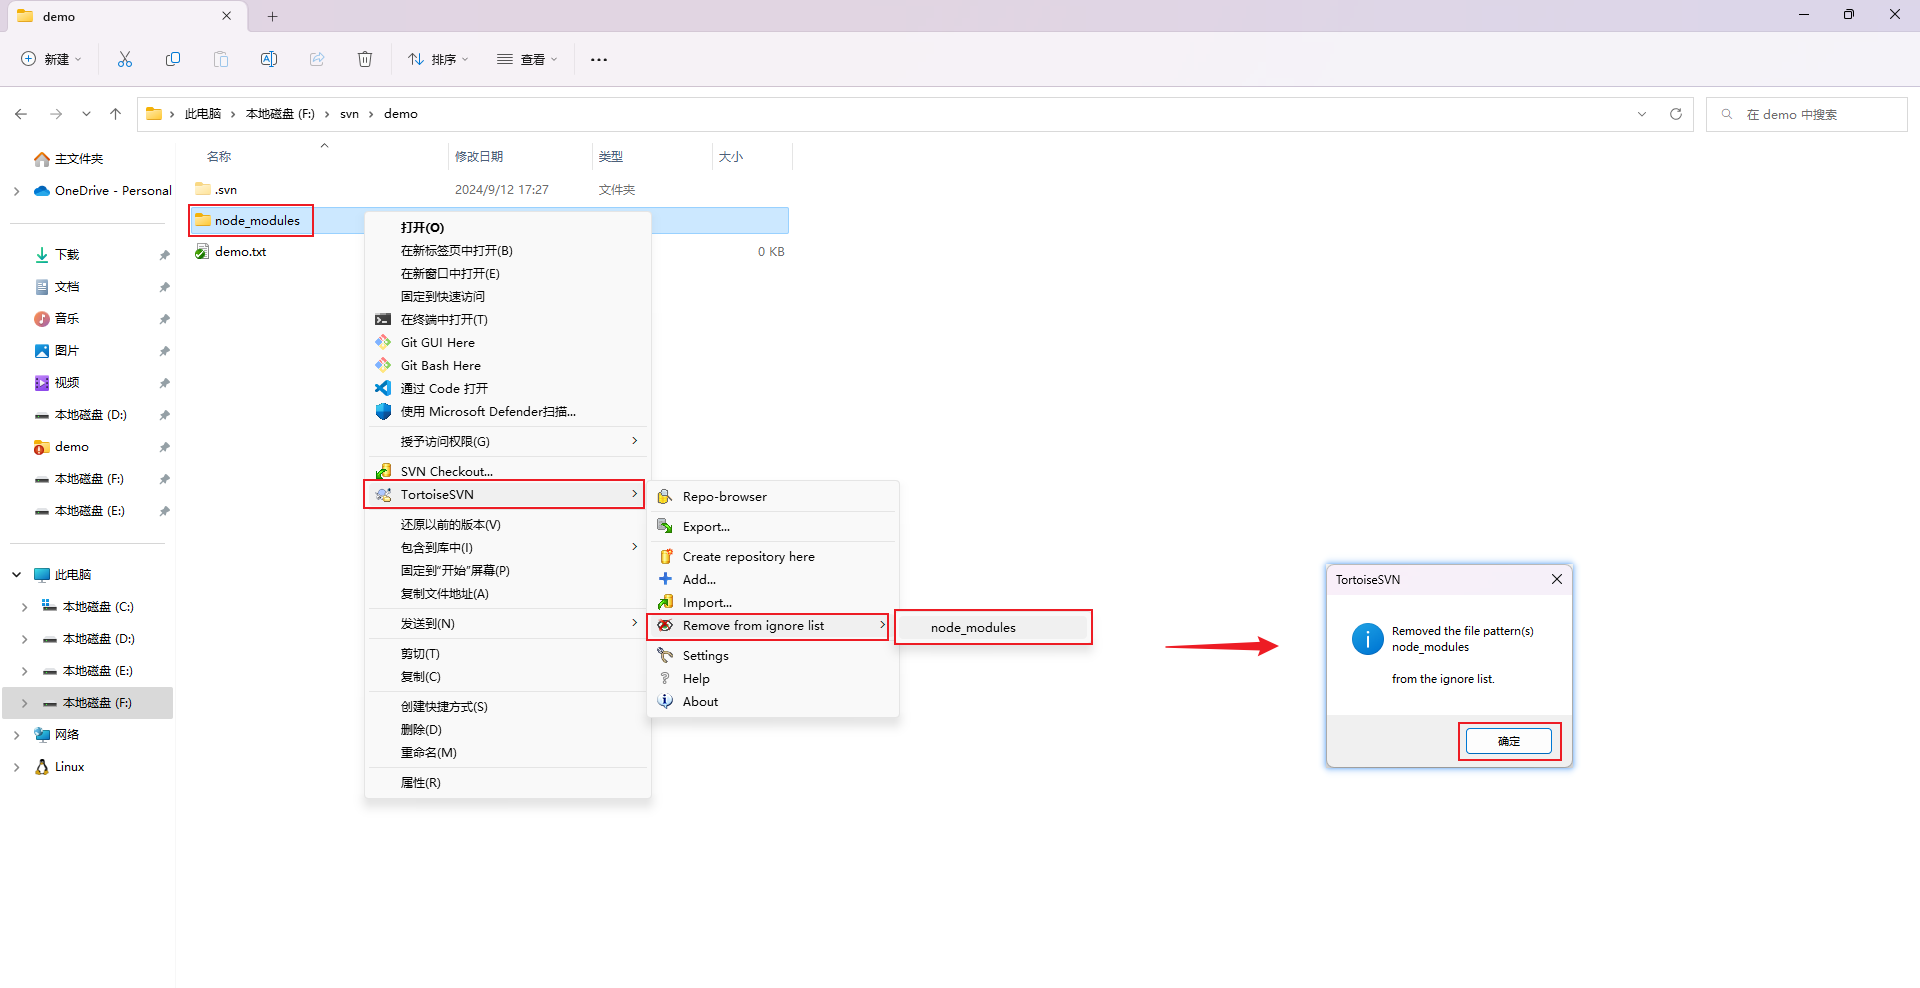 demo
新建
排序
查看
此电脑
本地磁盘 (F:)
svn
demo
在 demo 中搜索
主文件夹
OneDrive - Personal
下载
文档
音乐
图片
视频
本地磁盘 (D:)
demo
本地磁盘 (F:)
本地磁盘 (E:)
此电脑
本地磁盘 (C:)
本地磁盘 (D:)
本地磁盘 (E:)
本地磁盘 (F:)
网络
Linux
名称 修改日期 类型 大小
.svn 2024/9/12 17:27 文件夹
node_modules
demo.txt 0 KB
打开(O)
在新标签页中打开(B)
在新窗口中打开(E)
固定到快速访问
在终端中打开(T)
Git GUI Here
Git Bash Here
通过 Code 打开
使用 Microsoft Defender扫描...
授予访问权限(G)
SVN Checkout...
TortoiseSVN
还原以前的版本(V)
包含到库中(I)
固定到“开始”屏幕(P)
复制文件地址(A)
发送到(N)
剪切(T)
复制(C)
创建快捷方式(S)
删除(D)
重命名(M)
属性(R)
Repo-browser
Export...
Create repository here
Add...
Import...
Remove from ignore list
Settings
Help
About
node_modules
TortoiseSVN
Removed the file pattern(s)
node_modules
from the ignore list.
确定